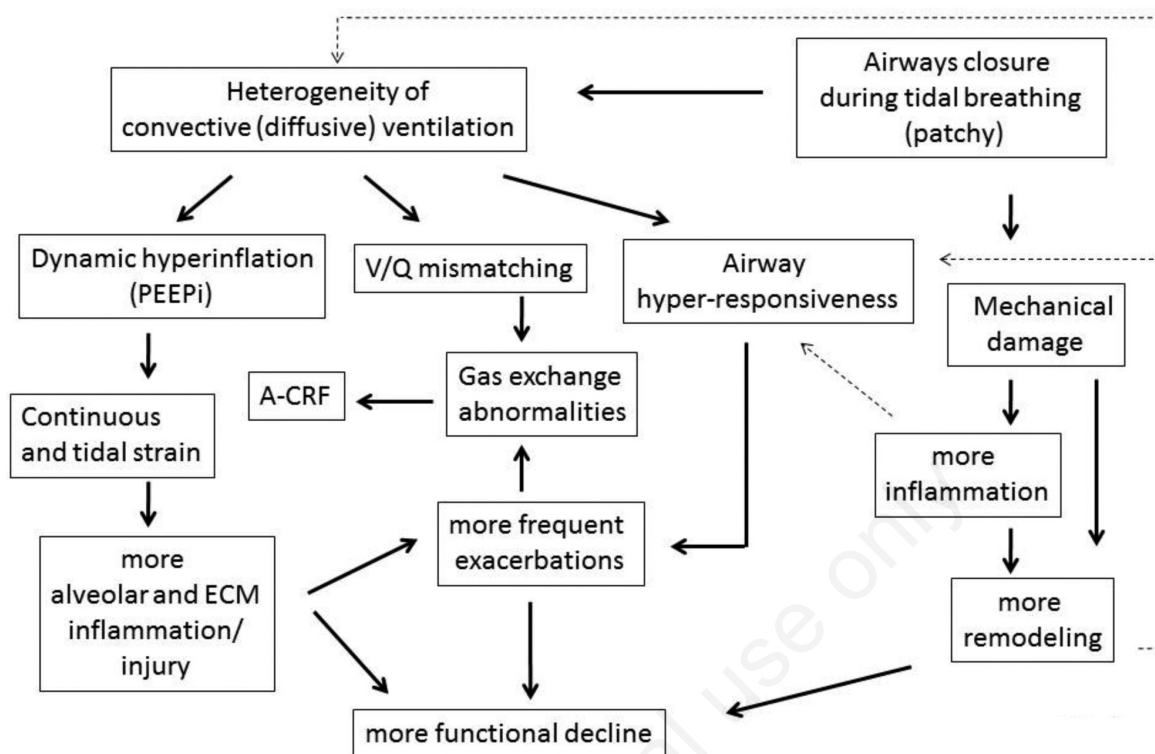 Heterogeneity of
convective (diffusive) ventilation
Airways closure
during tidal breathing
(patchy)
Dynamic hyperinflation
(PEEPi)
V/Q mismatching
Airway
hyper-responsiveness
Mechanical
damage
A-CRF
Gas exchange
abnormalities
Continuous
and tidal strain
more
inflammation
more frequent
exacerbations
more
alveolar and ECM
inflammation/
injury
more
remodeling
more functional decline
use only